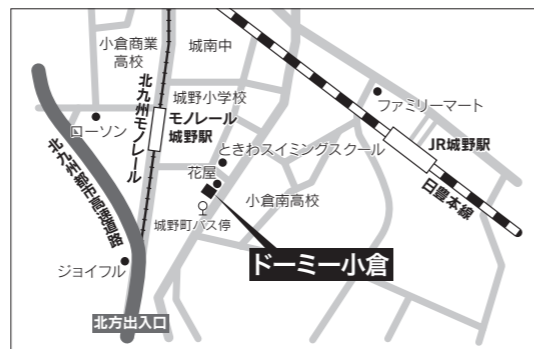 小倉商業
高校
城南中
城野小学校
北九州モノレール
モノレール
城野駅
ローソン
北九州都市高速道路
ファミリーマート
JR城野駅
日豊本線
ときわスイミングスクール
花屋
小倉南高校
城野町バス停
ドーミー小倉
ジョイフル
北方出入口